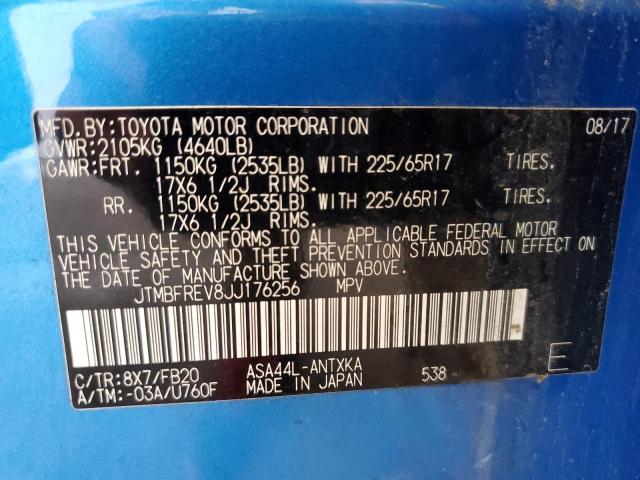 MFD.BY:TOYOTA MOTOR CORPORATION 08/17
GVWR:2105KG (4640LB)
GAWR:FRT. 1150KG (2535LB) WITH 225/65R17 TIRES.
17X6 1/2J RIMS.
RR. 1150KG (2535LB) WITH 225/65R17 TIRES.
17X6 1/2J RIMS.
THIS VEHICLE CONFORMS TO ALL APPLICABLE FEDERAL MOTOR
VEHICLE SAFETY AND THEFT PREVENTION STANDARDS IN EFFECT ON
THE DATE OF MANUFACTURE SHOWN ABOVE.
JTMBFREV8JJ176256 MPV
C/TR:8X7/FB20 ASA44L-ANTXKA 538 E
A/TM:-03A/U760F MADE IN JAPAN